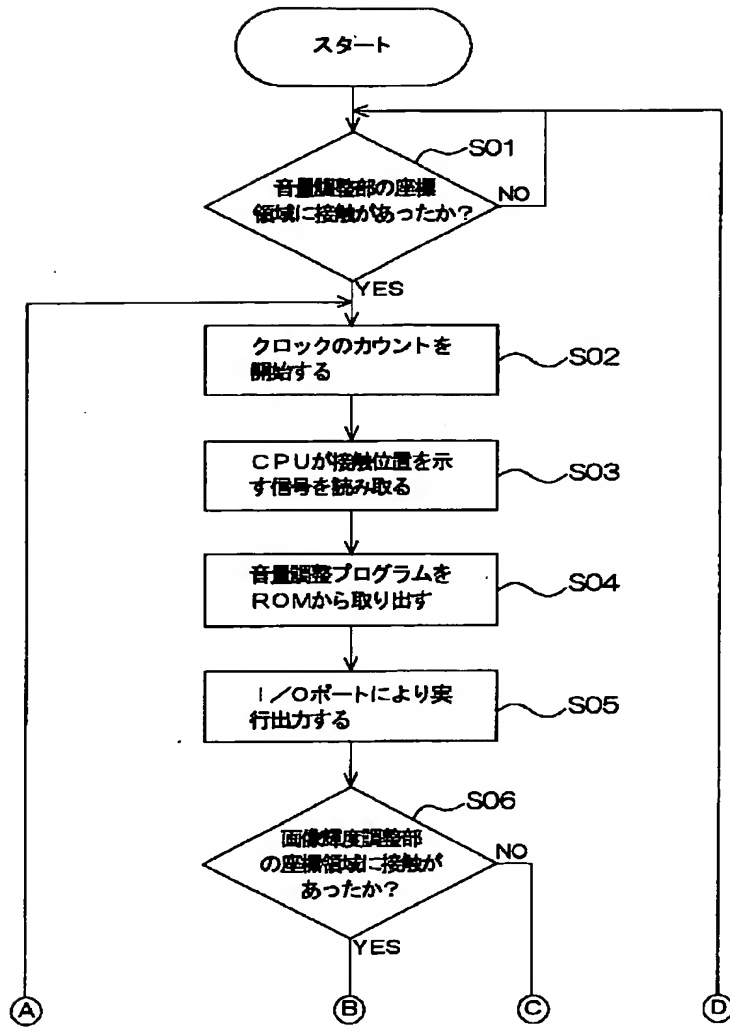 スタート
S01
音量調整部の座標
領域に接触があったか?
NO
YES
クロックのカウントを
開始する
S02
CPUが接触位置を示
す信号を読み取る
S03
音量調整プログラムを
ROMから取り出す
S04
I/Oポートにより実
行出力する
S05
S06
画像輝度調整部
の座標領域に接触が
あったか?
NO
YES
A
B
C
D